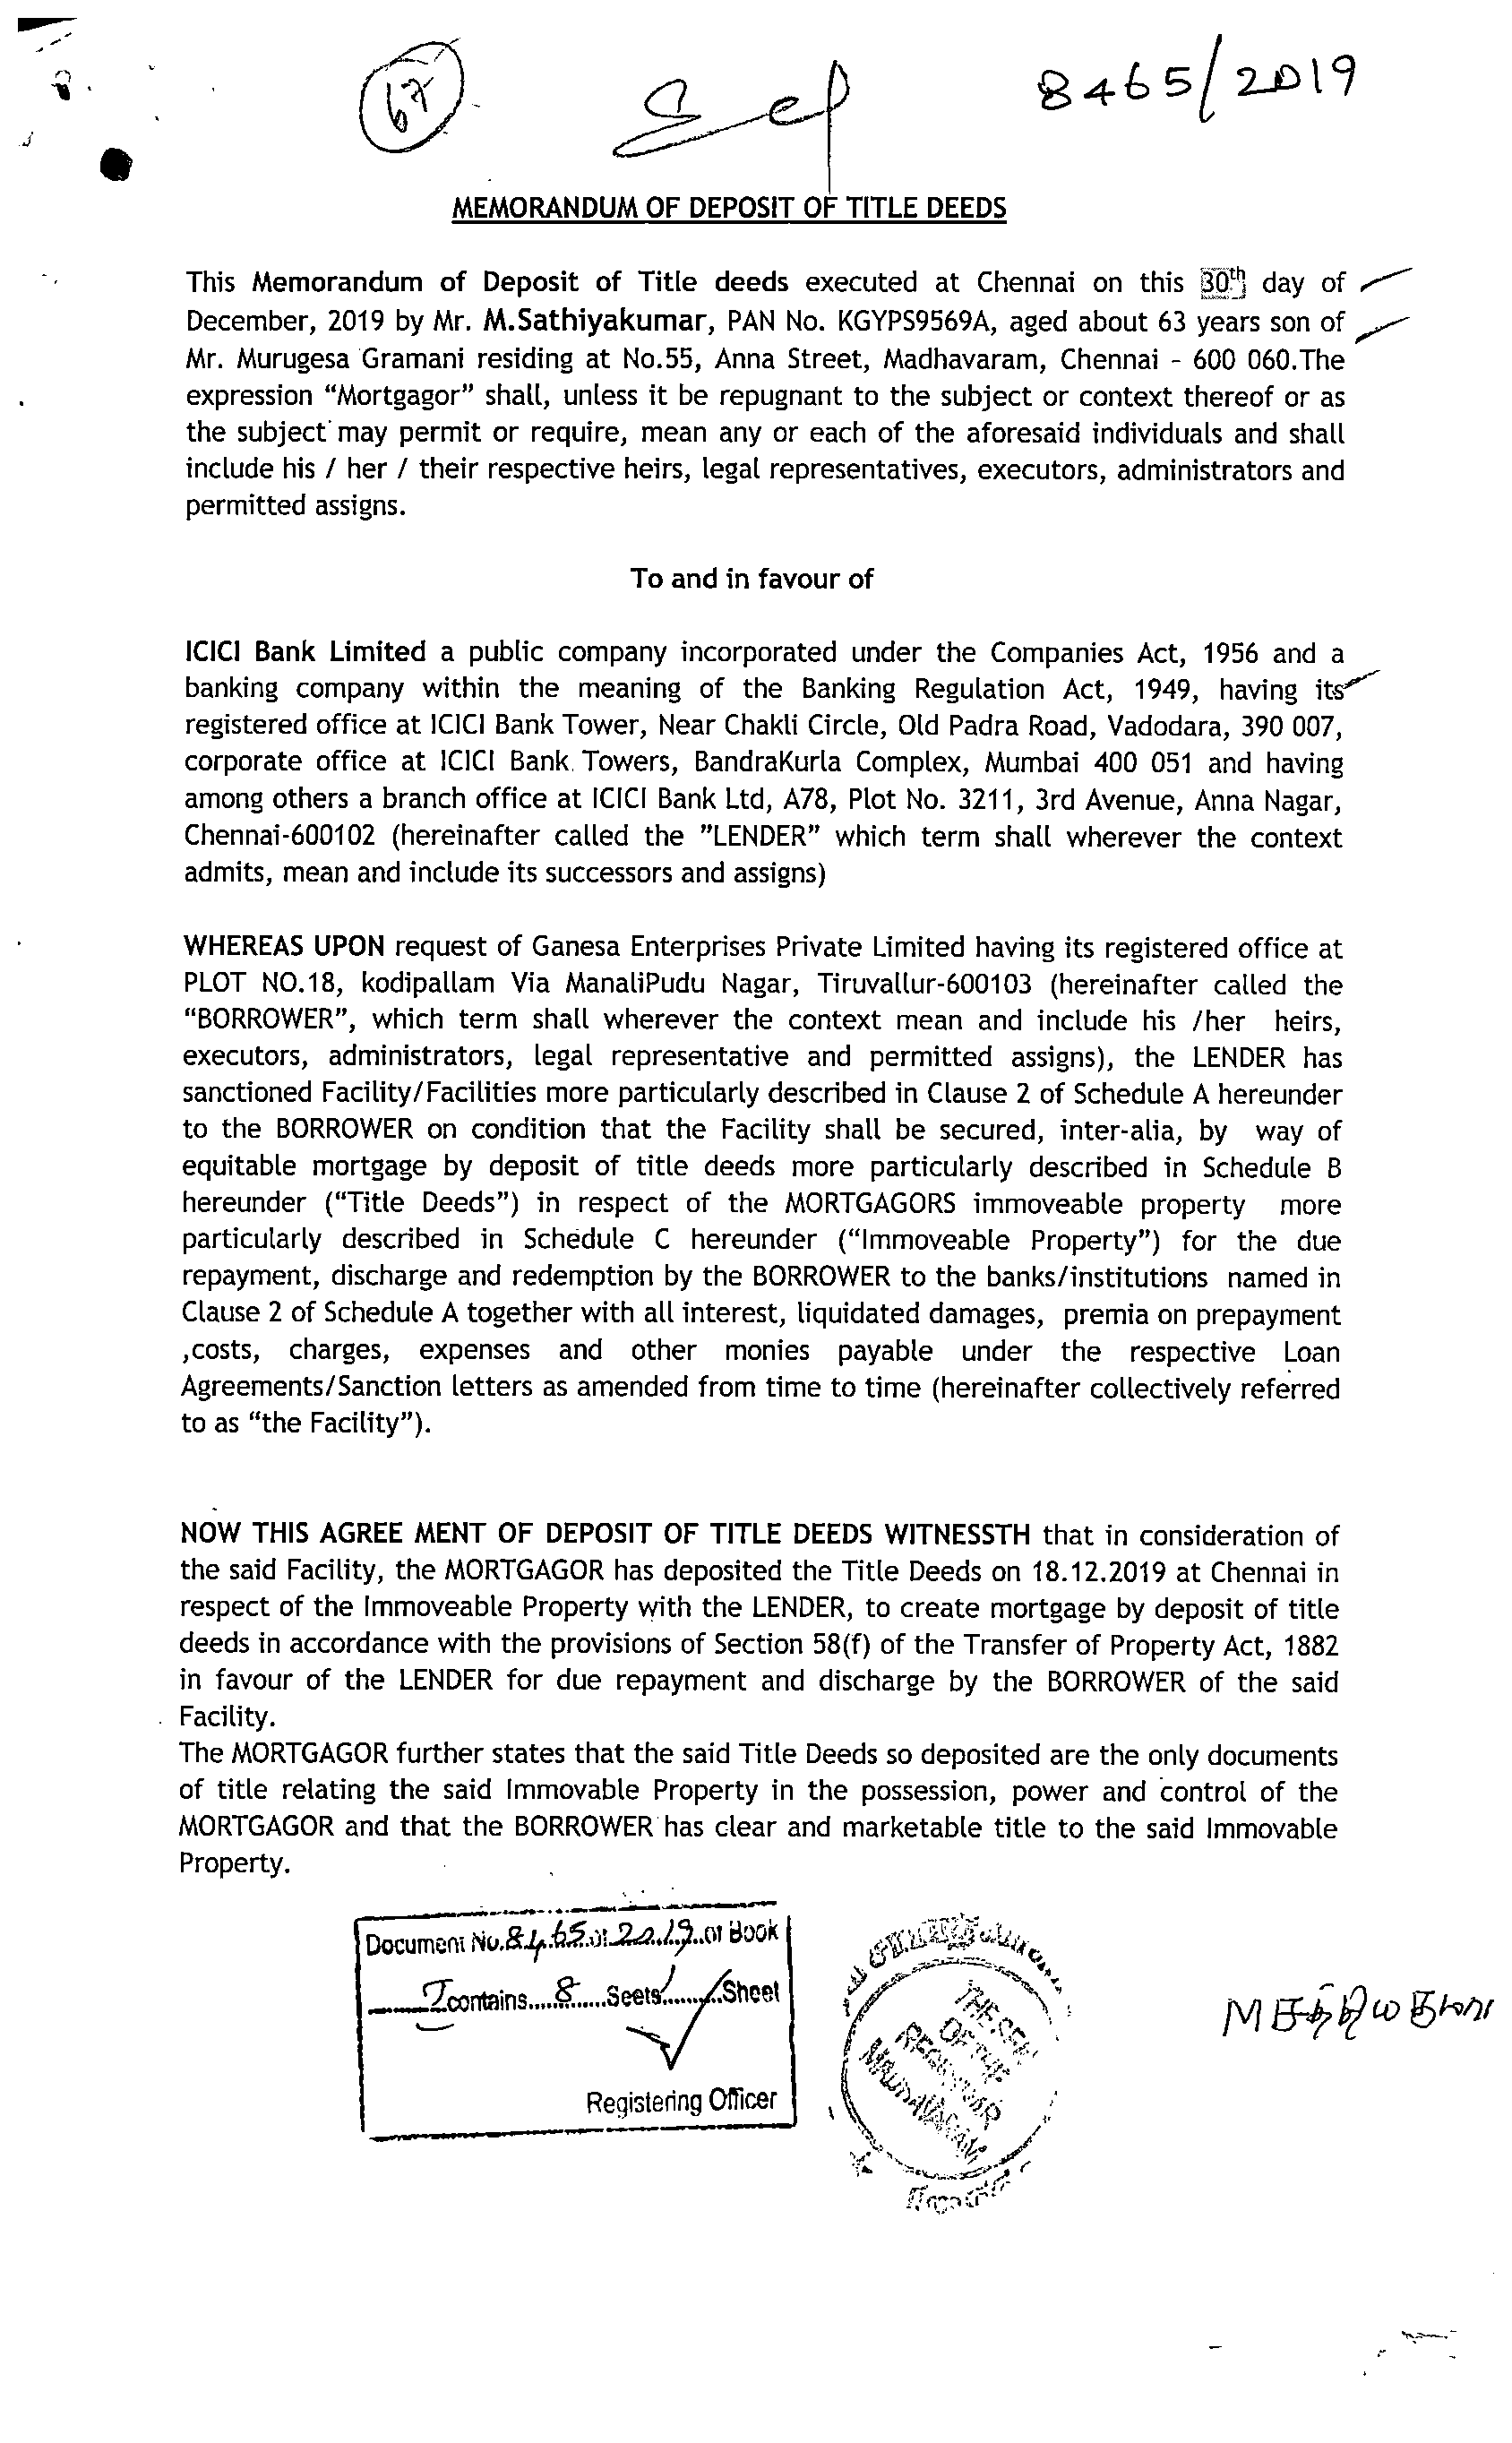 67
8465/2019
MEMORANDUM OF DEPOSIT OF TITLE DEEDS
This Memorandum of Deposit of Title deeds executed at Chennai on this 30th day of
December, 2019 by Mr. M.Sathiyakumar, PAN No. KGYPS9569A, aged about 63 years son of
Mr. Murugesa Gramani residing at No.55, Anna Street, Madhavaram, Chennai - 600 060.The
expression “Mortgagor” shall, unless it be repugnant to the subject or context thereof or as
the subject may permit or require, mean any or each of the aforesaid individuals and shall
include his / her / their respective heirs, legal representatives, executors, administrators and
permitted assigns.
To and in favour of
ICICI Bank Limited a public company incorporated under the Companies Act, 1956 and a
banking company within the meaning of the Banking Regulation Act, 1949, having its
registered office at ICICI Bank Tower, Near Chakli Circle, Old Padra Road, Vadodara, 390 007,
corporate office at ICICI Bank Towers, BandraKurla Complex, Mumbai 400 051 and having
among others a branch office at ICICI Bank Ltd, A78, Plot No. 3211, 3rd Avenue, Anna Nagar,
Chennai-600102 (hereinafter called the ”LENDER” which term shall wherever the context
admits, mean and include its successors and assigns)
WHEREAS UPON request of Ganesa Enterprises Private Limited having its registered office at
PLOT NO.18, kodipallam Via ManaliPudu Nagar, Tiruvallur-600103 (hereinafter called the
“BORROWER”, which term shall wherever the context mean and include his /her heirs,
executors, administrators, legal representative and permitted assigns), the LENDER has
sanctioned Facility/Facilities more particularly described in Clause 2 of Schedule A hereunder
to the BORROWER on condition that the Facility shall be secured, inter-alia, by way of
equitable mortgage by deposit of title deeds more particularly described in Schedule B
hereunder (“Title Deeds”) in respect of the MORTGAGORS immoveable property more
particularly described in Schedule C hereunder (“Immoveable Property”) for the due
repayment, discharge and redemption by the BORROWER to the banks/institutions named in
Clause 2 of Schedule A together with all interest, liquidated damages, premia on prepayment
,costs, charges, expenses and other monies payable under the respective Loan
Agreements/Sanction letters as amended from time to time (hereinafter collectively referred
to as “the Facility”).
NOW THIS AGREE MENT OF DEPOSIT OF TITLE DEEDS WITNESSTH that in consideration of
the said Facility, the MORTGAGOR has deposited the Title Deeds on 18.12.2019 at Chennai in
respect of the Immoveable Property with the LENDER, to create mortgage by deposit of title
deeds in accordance with the provisions of Section 58(f) of the Transfer of Property Act, 1882
in favour of the LENDER for due repayment and discharge by the BORROWER of the said
Facility.
The MORTGAGOR further states that the said Title Deeds so deposited are the only documents
of title relating the said Immovable Property in the possession, power and control of the
MORTGAGOR and that the BORROWER has clear and marketable title to the said Immovable
Property.
Document No.8465.of.2019..of Book
........1contains.....8......Seets.........Sheet
Registering Officer
THE SEAL
OF THE
REGISTRAR
MADHAVARAM
M சத்தியகுமார